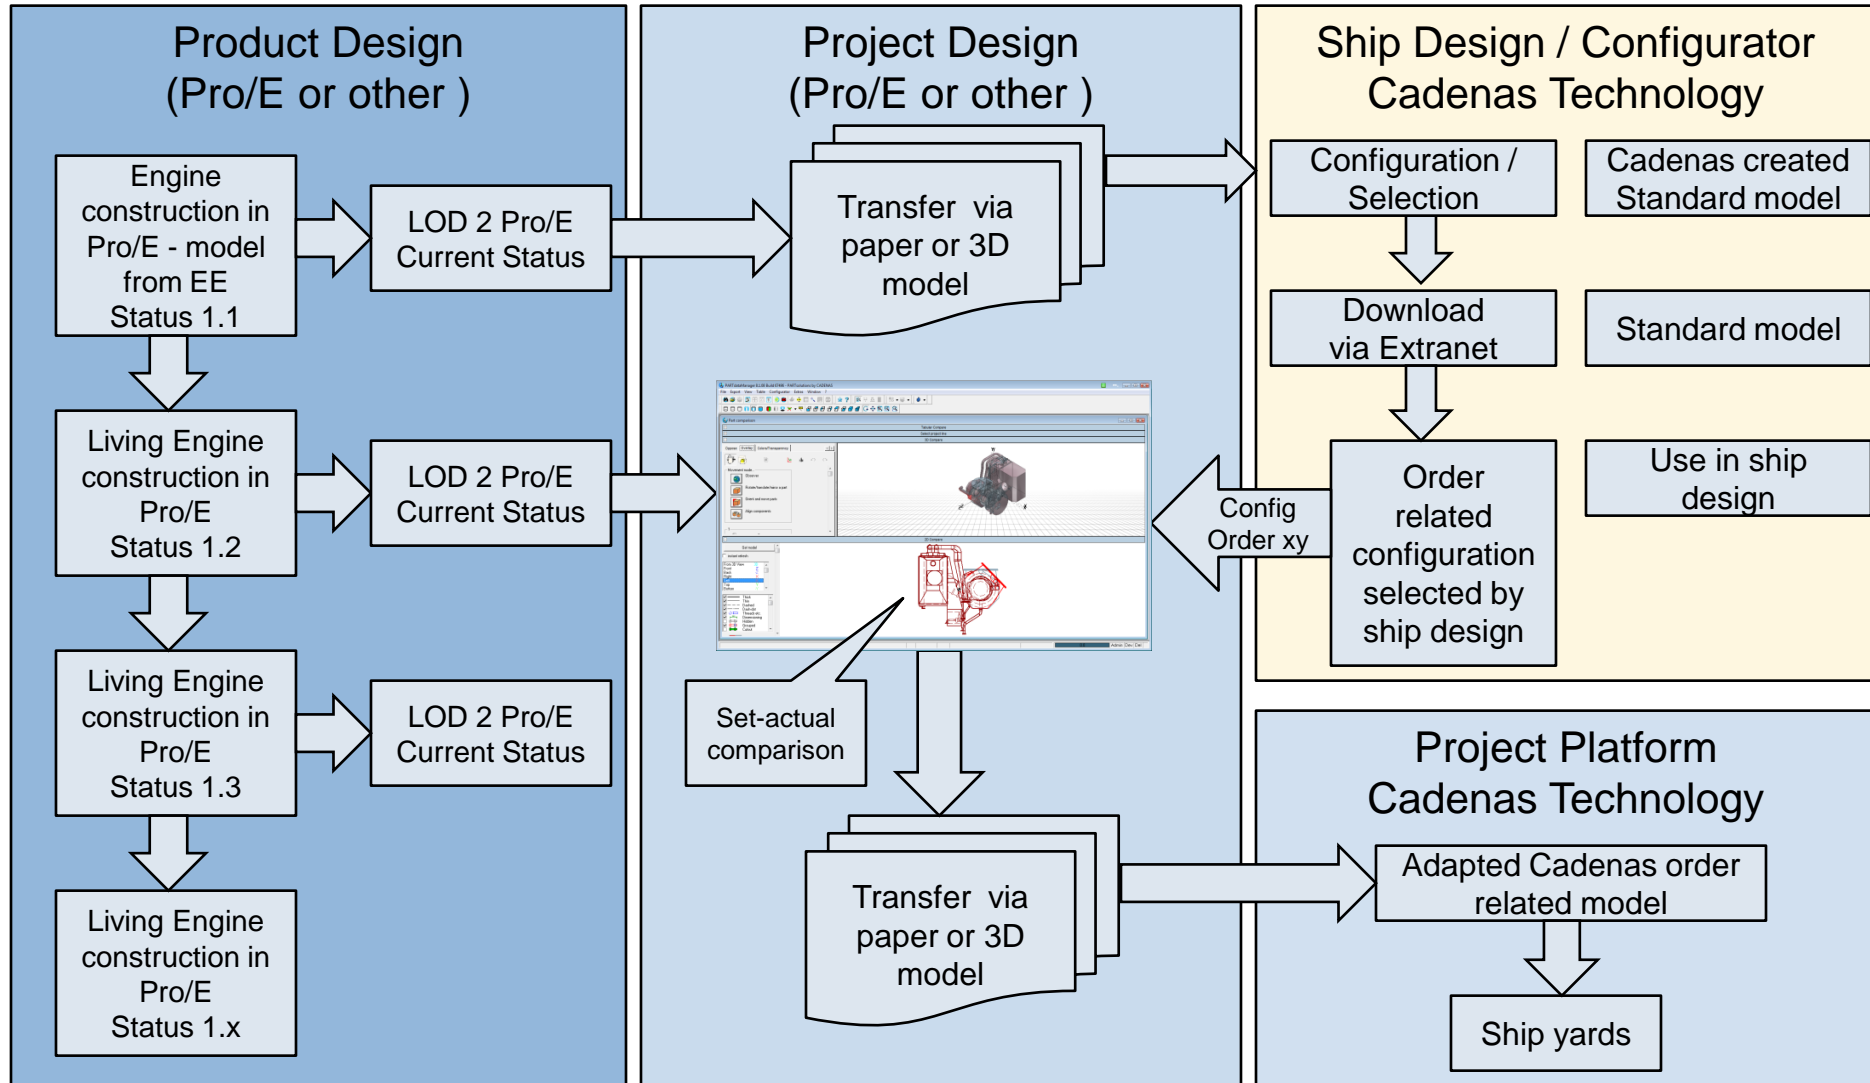 Product Design
(Pro/E or other )
Engine
construction in
Pro/E - model
from EE
Status 1.1
LOD 2 Pro/E
Current Status
Living Engine
construction in
Pro/E
Status 1.2
LOD 2 Pro/E
Current Status
Living Engine
construction in
Pro/E
Status 1.3
LOD 2 Pro/E
Current Status
Living Engine
construction in
Pro/E
Status 1.x
Project Design
(Pro/E or other )
Transfer via
paper or 3D
model
Part comparison
Movement mode
Align components
Set-actual
comparison
Transfer via
paper or 3D
model
Ship Design / Configurator
Cadenas Technology
Configuration /
Selection
Cadenas created
Standard model
Download
via Extranet
Standard model
Order
related
configuration
selected by
ship design
Use in ship
design
Config
Order xy
Project Platform
Cadenas Technology
Adapted Cadenas order
related model
Ship yards